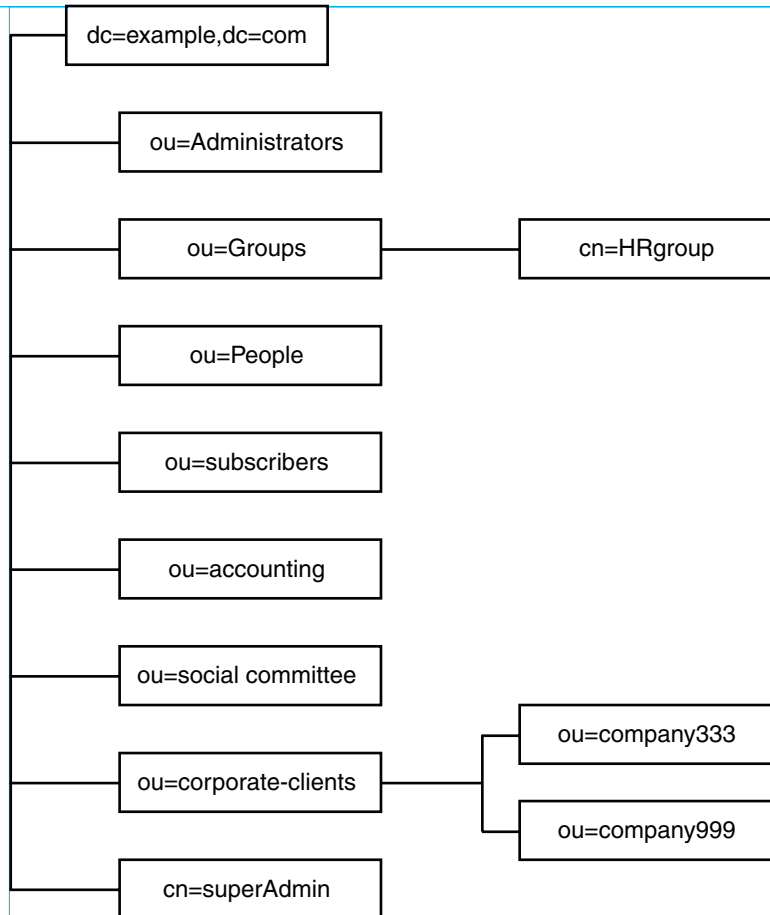 dc=example,dc=com
ou=Administrators
ou=Groups
cn=HRgroup
ou=People
ou=subscribers
ou=accounting
ou=social committee
ou=corporate-clients
ou=company333
ou=company999
cn=superAdmin